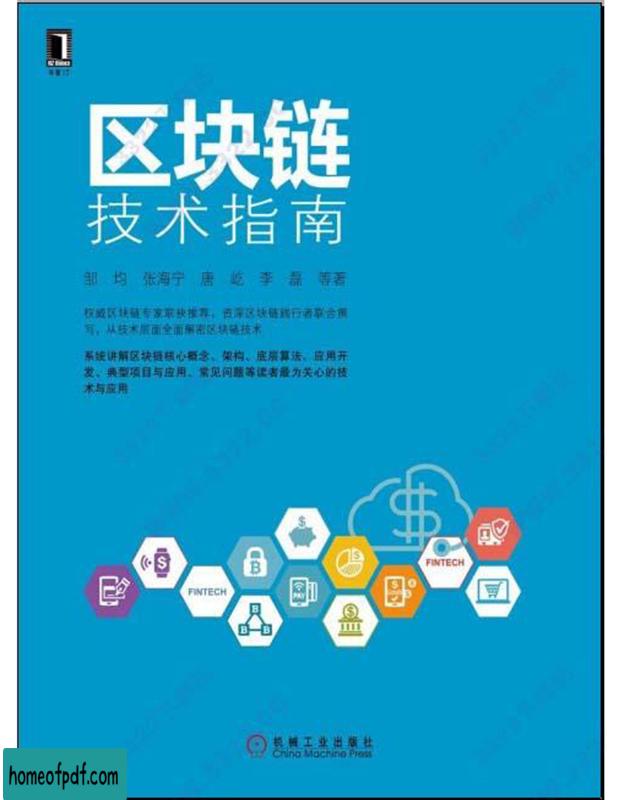 区块链
技术指南
邹 均 张海宁 唐 屹 李 磊 等著
权威区块链专家联袂推荐，资深区块链践行者联合撰
写，从技术层面全面解密区块链技术
系统讲解区块链核心概念、架构、底层算法、应用开
发、典型项目与应用、常见问题等读者最为关心的技
术与应用
$
$
$
$
B
PAY
FINTECH
FINTECH
B
B
B
$
$
机械工业出版社
China Machine Press
homeofpdf.com